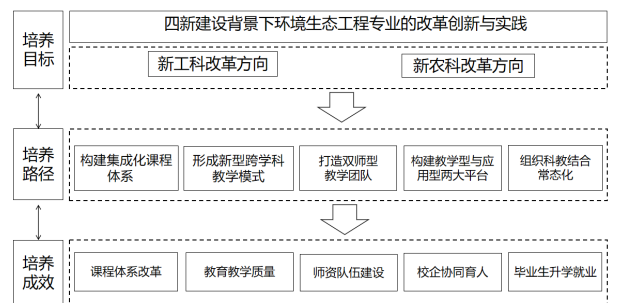 培养
目标
四新建设背景下环境生态工程专业的改革创新与实践
新工科改革方向
新农科改革方向
培养
路径
构建集成化课程
体系
形成新型跨学科
教学模式
打造双师型
教学团队
构建教学型与应
用型两大平台
组织科教结合
常态化
培养
成效
课程体系改革
教育教学质量
师资队伍建设
校企协同育人
毕业生升学就业